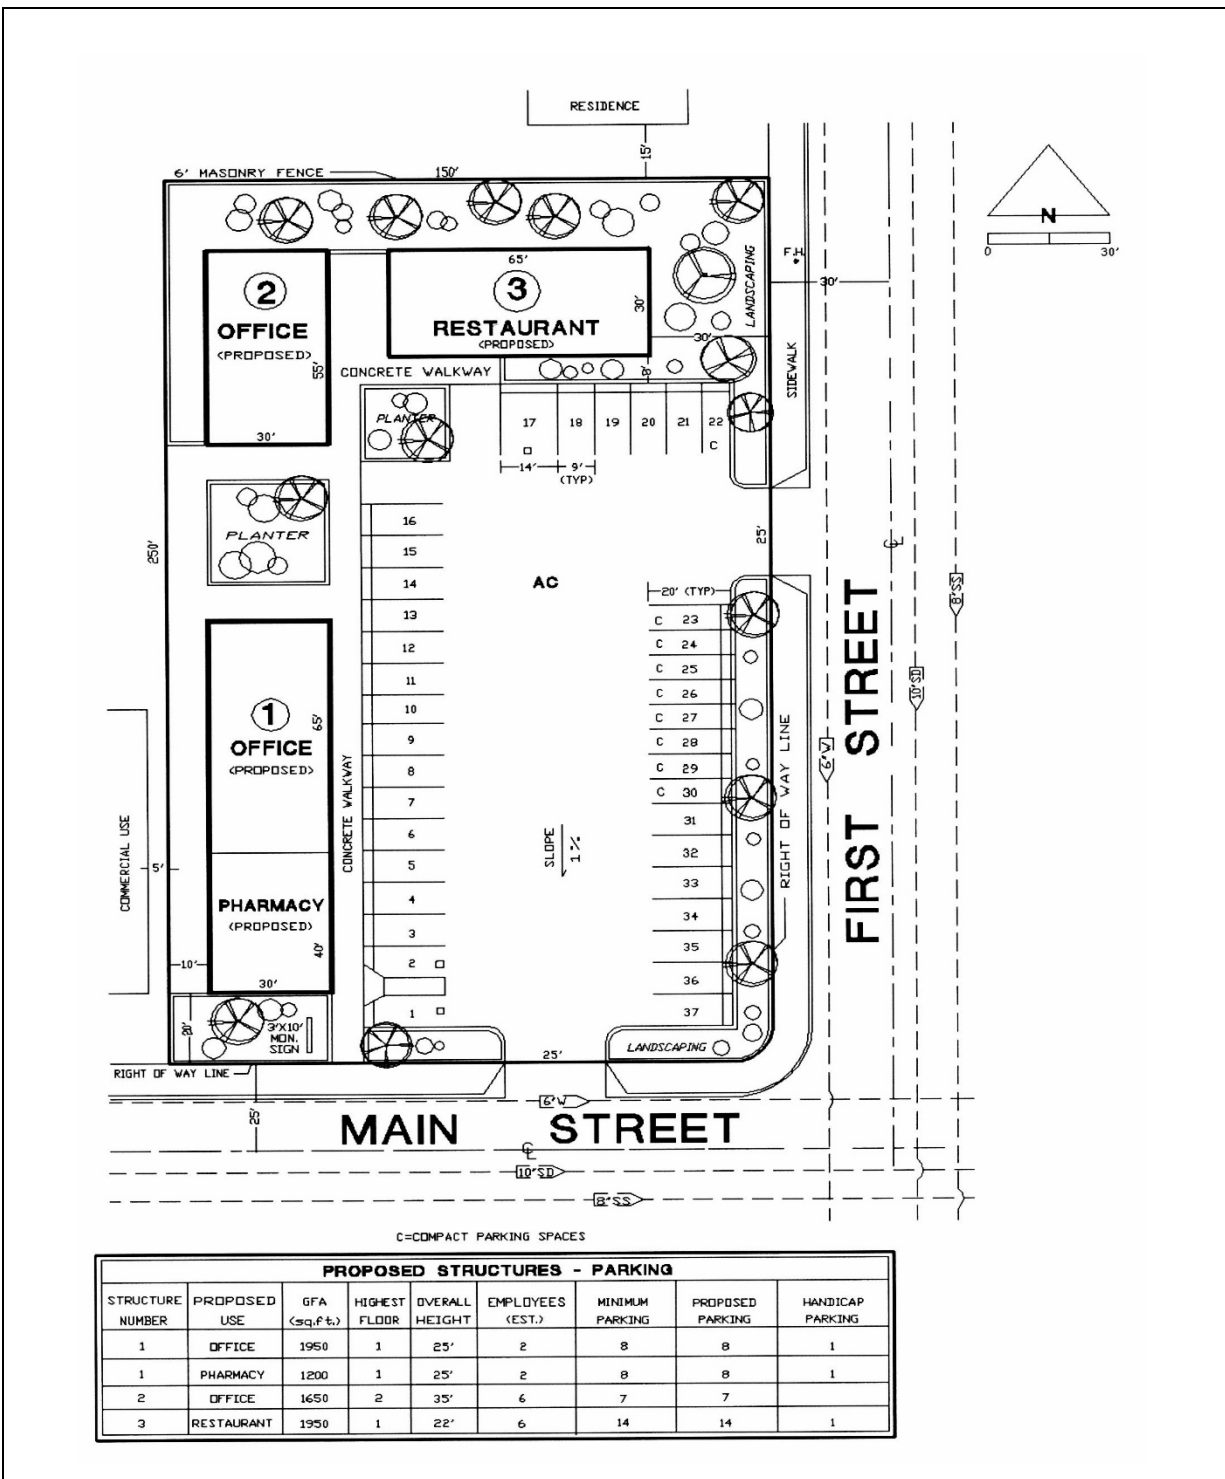 RESIDENCE
15'
6' MASONRY FENCE
150'
N
0 30'
F.H.
30'
LANDSCAPING
SIDEWALK
2
OFFICE
(PROPOSED)
55'
30'
65'
3
RESTAURANT
(PROPOSED)
30'
30'
8'
CONCRETE WALKWAY
PLANTER
17 18 19 20 21 22
C
14' 9'
(TYP)
PLANTER
250'
25'
AC
16
15
14
13
12
11
10
9
8
7
6
5
4
3
2
1
20' (TYP)
C 23
C 24
C 25
C 26
C 27
C 28
C 29
C 30
31
32
33
34
35
36
37
1
OFFICE
(PROPOSED)
65'
PHARMACY
(PROPOSED)
40'
30'
CONCRETE WALKWAY
COMMERCIAL USE
5'
10'
20'
3'X10'
MON.
SIGN
SLOPE
1%
RIGHT OF WAY LINE
FIRST STREET
CL
6"W
10"SD
8"SS
LANDSCAPING
25'
RIGHT OF WAY LINE
25'
6"W
MAIN STREET
CL
10"SD
8"SS
C=COMPACT PARKING SPACES
PROPOSED STRUCTURES - PARKING
STRUCTURE NUMBER PROPOSED USE GFA (sq.ft.) HIGHEST FLOOR OVERALL HEIGHT EMPLOYEES (EST.) MINIMUM PARKING PROPOSED PARKING HANDICAP PARKING
1 OFFICE 1950 1 25' 2 8 8 1
1 PHARMACY 1200 1 25' 2 8 8 1
2 OFFICE 1650 2 35' 6 7 7
3 RESTAURANT 1950 1 22' 6 14 14 1